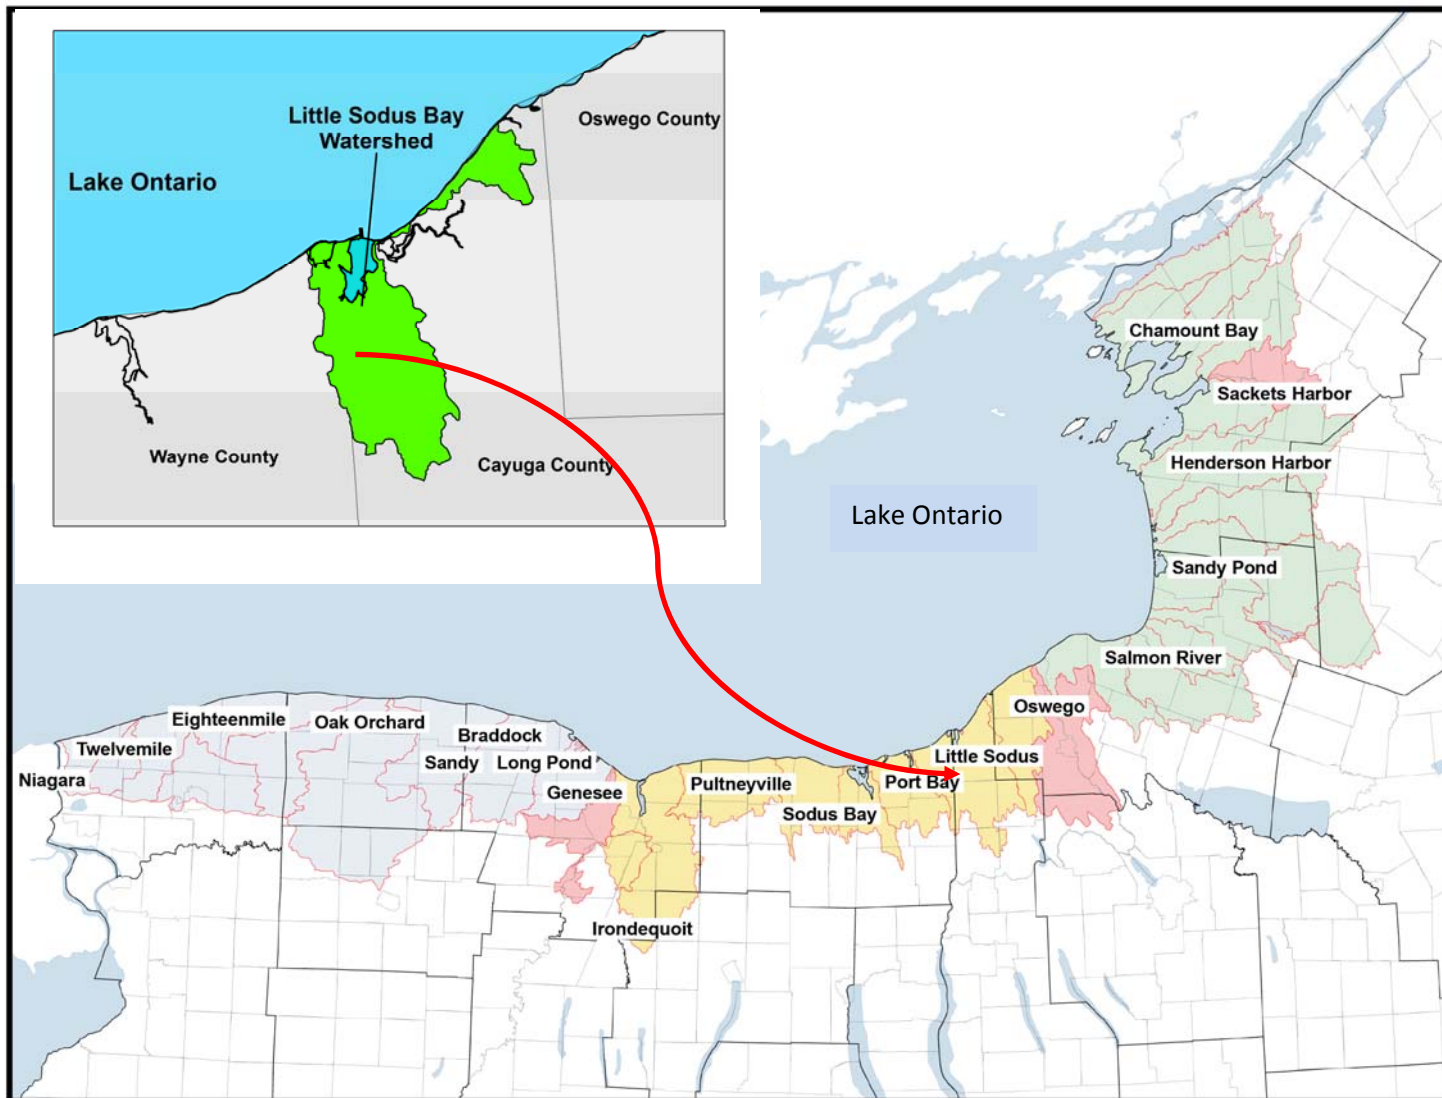 Little Sodus Bay
Watershed
Oswego County
Lake Ontario
Wayne County
Cayuga County
Lake Ontario
Chamount Bay
Sackets Harbor
Henderson Harbor
Sandy Pond
Salmon River
Oswego
Little Sodus
Port Bay
Sodus Bay
Pultneyville
Irondequoit
Genesee
Long Pond
Braddock
Sandy
Oak Orchard
Eighteenmile
Twelvemile
Niagara